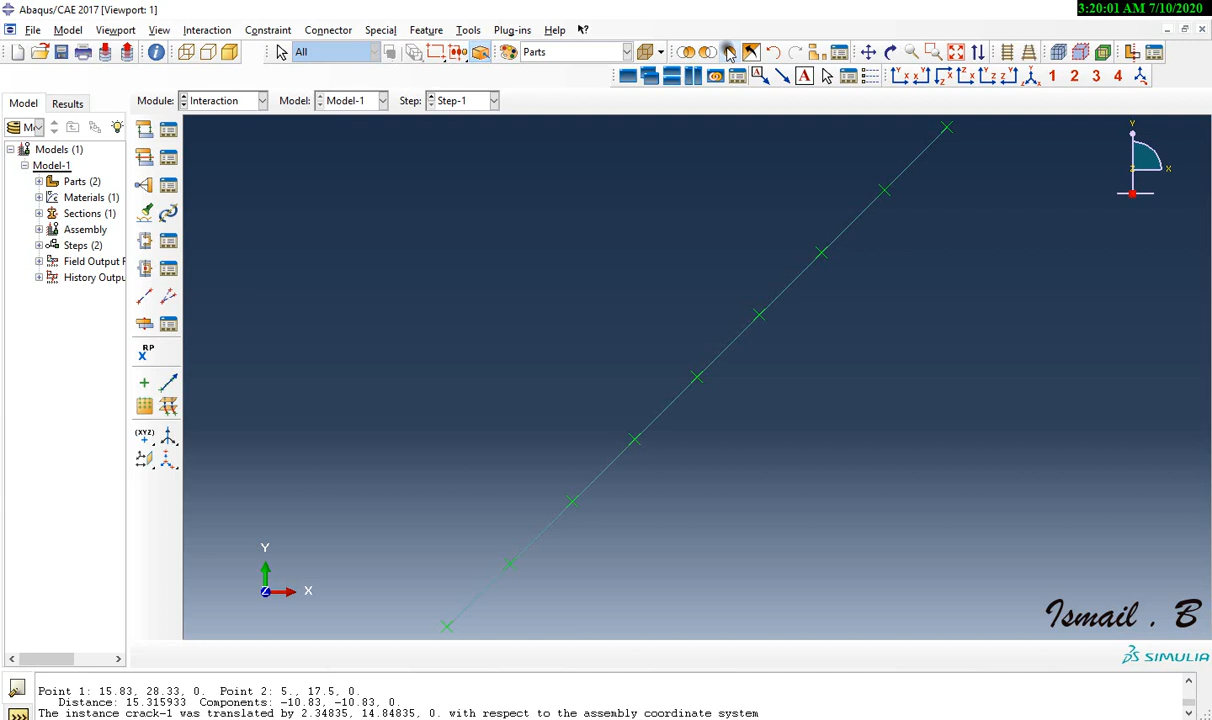 Abaqus/CAE 2017 [Viewport: 1]
3:20:01 AM 7/10/2020
File Model Viewport View Interaction Constraint Connector Special Feature Tools Plug-ins Help
All
Parts
1 2 3 4
Model Results
Module: Interaction Model: Model-1 Step: Step-1
Models (1)
Model-1
Parts (2)
Materials (1)
Sections (1)
Assembly
Steps (2)
Field Output
History Outpu
RP
(XYZ)
Y
X
Z
Y
X
Z
Ismail . B
SIMULIA
Point 1: 15.83, 28.33, 0. Point 2: 5., 17.5, 0.
Distance: 15.315933 Components: -10.83, -10.83, 0.
The instance crack-1 was translated by 2.34835, 14.84835, 0. with respect to the assembly coordinate system